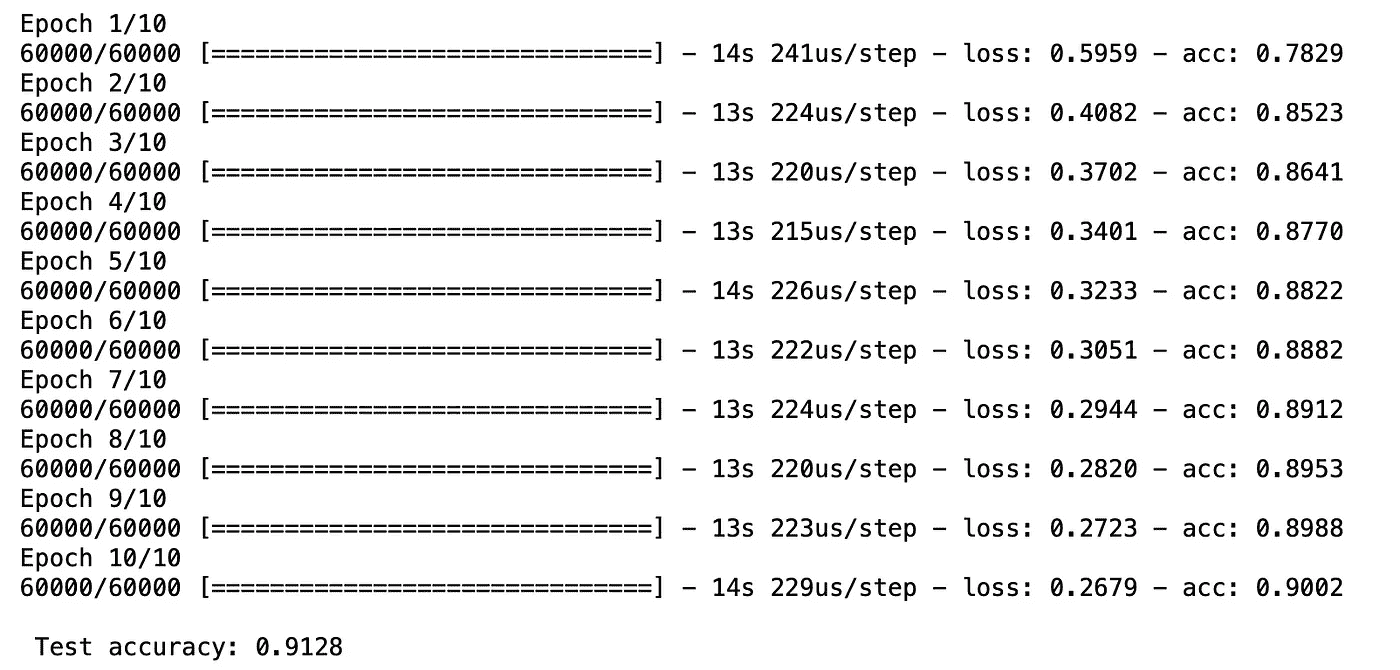 Epoch 1/10
60000/60000 [==============================] – 14s 241us/step – loss: 0.5959 – acc: 0.7829
Epoch 2/10
60000/60000 [==============================] – 13s 224us/step – loss: 0.4082 – acc: 0.8523
Epoch 3/10
60000/60000 [==============================] – 13s 220us/step – loss: 0.3702 – acc: 0.8641
Epoch 4/10
60000/60000 [==============================] – 13s 215us/step – loss: 0.3401 – acc: 0.8770
Epoch 5/10
60000/60000 [==============================] – 14s 226us/step – loss: 0.3233 – acc: 0.8822
Epoch 6/10
60000/60000 [==============================] – 13s 222us/step – loss: 0.3051 – acc: 0.8882
Epoch 7/10
60000/60000 [==============================] – 13s 224us/step – loss: 0.2944 – acc: 0.8912
Epoch 8/10
60000/60000 [==============================] – 13s 220us/step – loss: 0.2820 – acc: 0.8953
Epoch 9/10
60000/60000 [==============================] – 13s 223us/step – loss: 0.2723 – acc: 0.8988
Epoch 10/10
60000/60000 [==============================] – 14s 229us/step – loss: 0.2679 – acc: 0.9002
Test accuracy: 0.9128